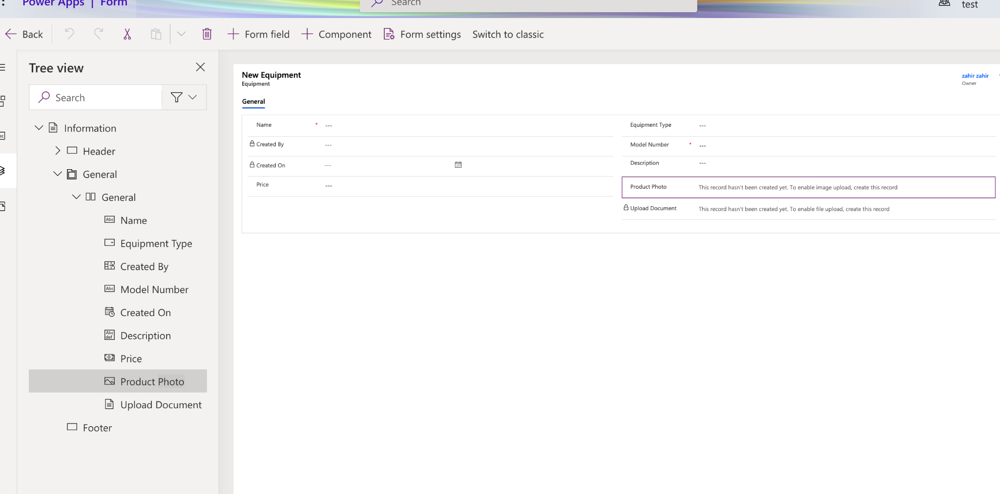 Power Apps | Form
Search
test
Back
Form field
Component
Form settings
Switch to classic
Tree view
Search
Information
Header
General
General
Name
Equipment Type
Created By
Model Number
Created On
Description
Price
Product Photo
Upload Document
Footer
New Equipment
Equipment
zahir zahir
Owner
General
Name * ---
Created By ---
Created On ---
Price ---
Equipment Type ---
Model Number * ---
Description ---
Product Photo This record hasn't been created yet. To enable image upload, create this record
Upload Document This record hasn't been created yet. To enable file upload, create this record